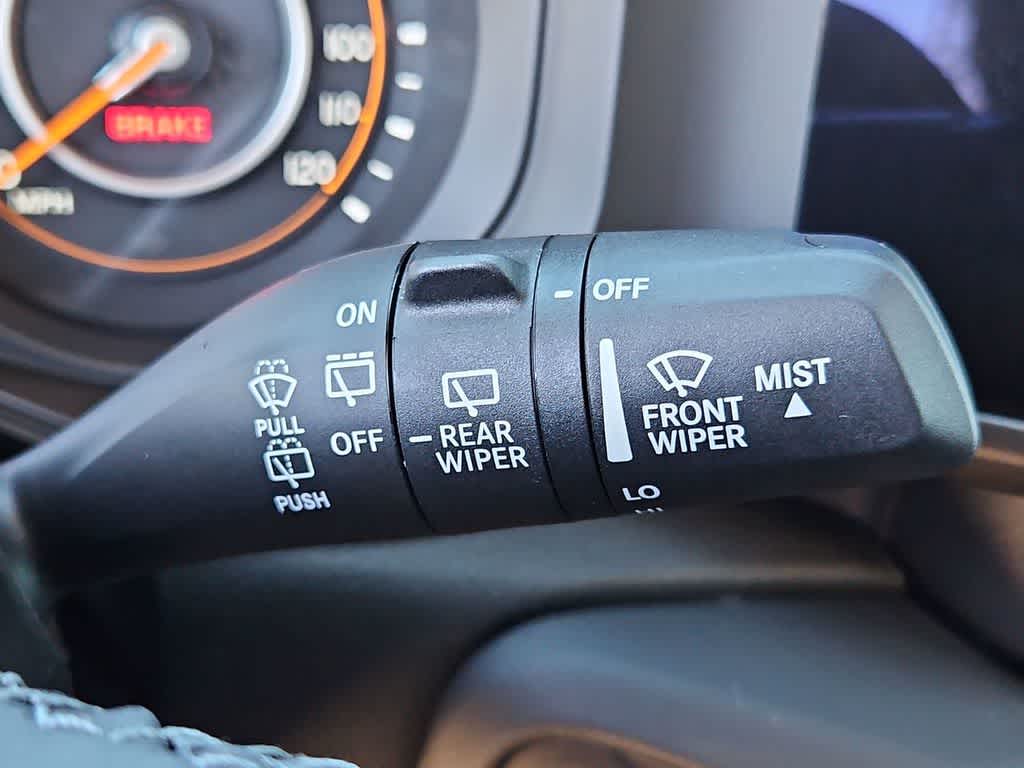 100
110
120
BRAKE
MPH
ON
OFF
PULL
OFF
REAR
WIPER
PUSH
FRONT
WIPER
MIST
LO